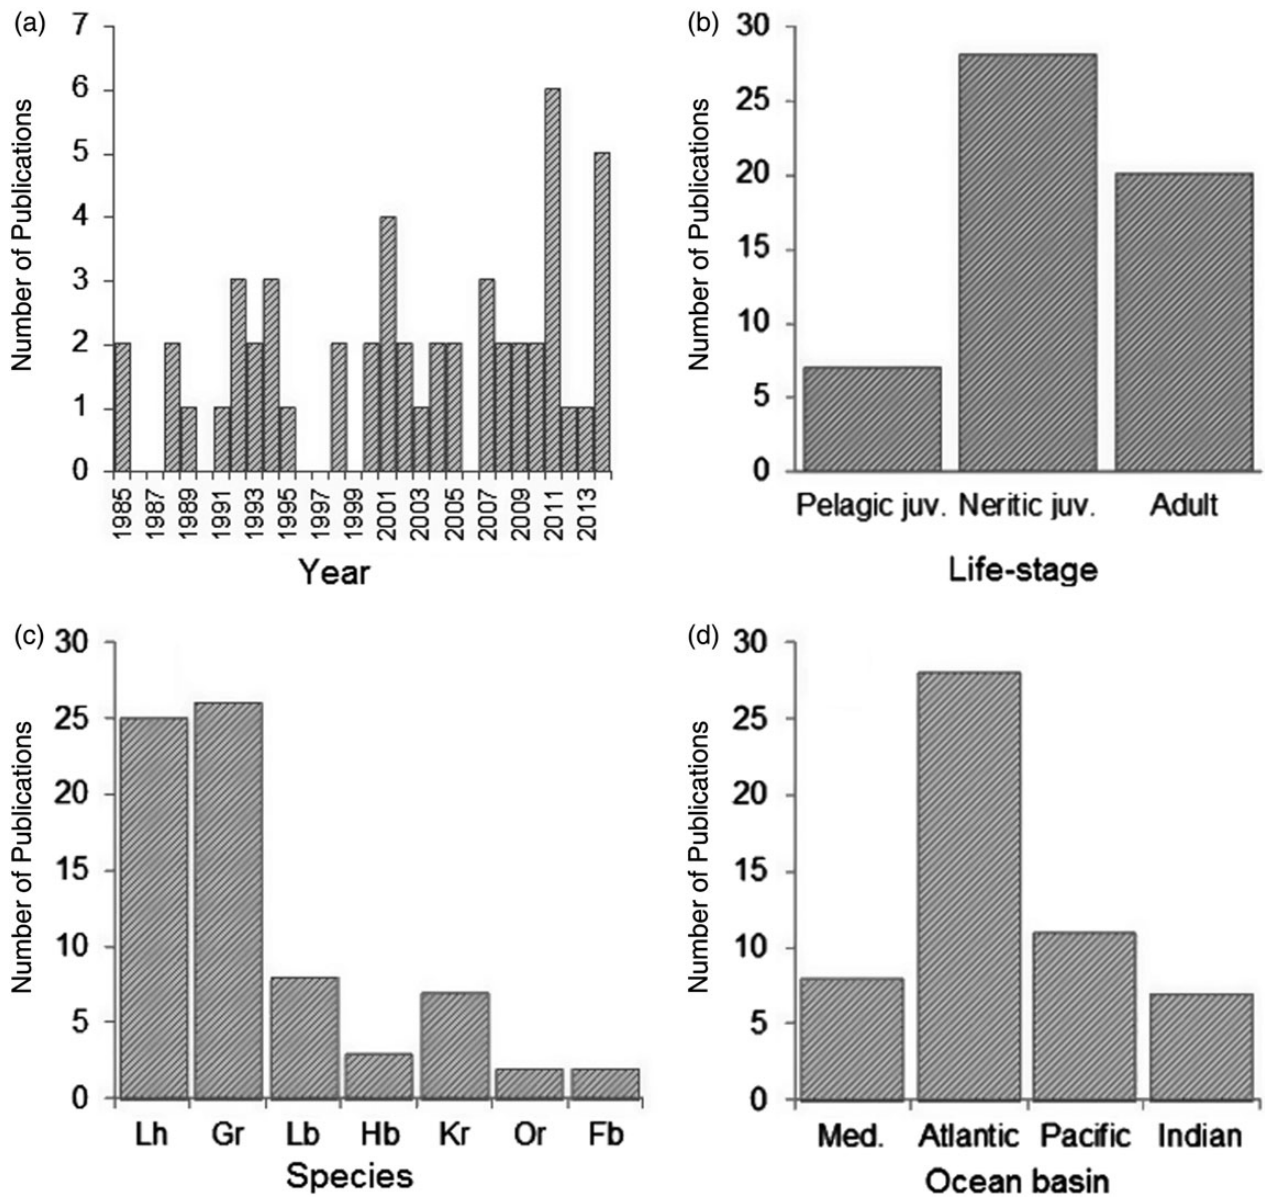 (a)
Number of Publications
7
6
5
4
3
2
1
0
1985 1987 1989 1991 1993 1995 1997 1999 2001 2003 2005 2007 2009 2011 2013
Year
(b)
Number of Publications
30
25
20
15
10
5
0
Pelagic juv. Neritic juv. Adult
Life-stage
(c)
Number of Publications
30
25
20
15
10
5
0
Lh Gr Lb Hb Kr Or Fb
Species
(d)
Number of Publications
30
25
20
15
10
5
0
Med. Atlantic Pacific Indian
Ocean basin